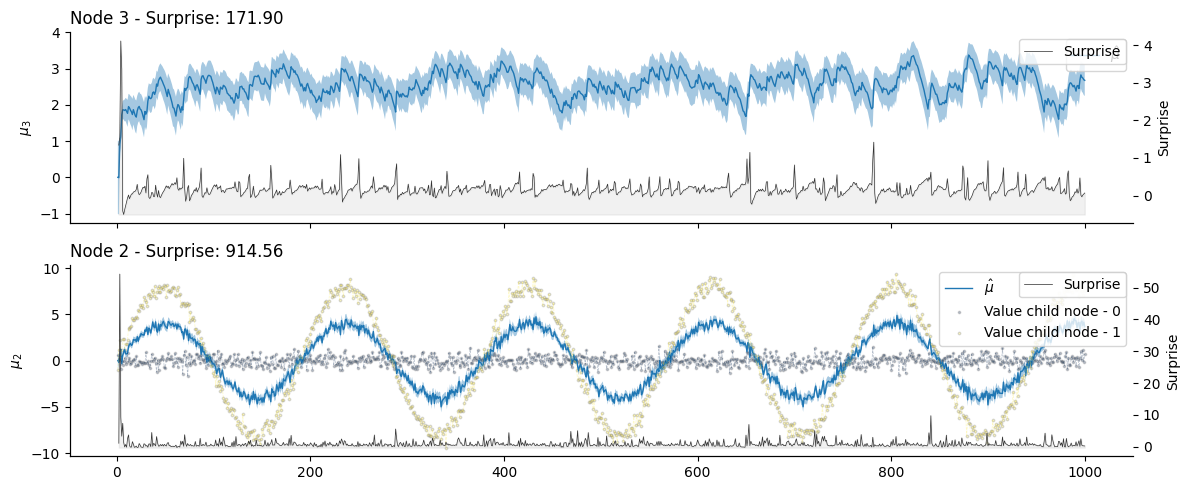 Node 3 - Surprise: 171.90
4
3
2
1
0
−1
μ3
Surprise
4
3
2
1
0
Surprise
Node 2 - Surprise: 914.56
10
5
0
−5
−10
μ2
μ̂
Value child node - 0
Value child node - 1
Surprise
50
40
30
20
10
0
Surprise
0
200
400
600
800
1000